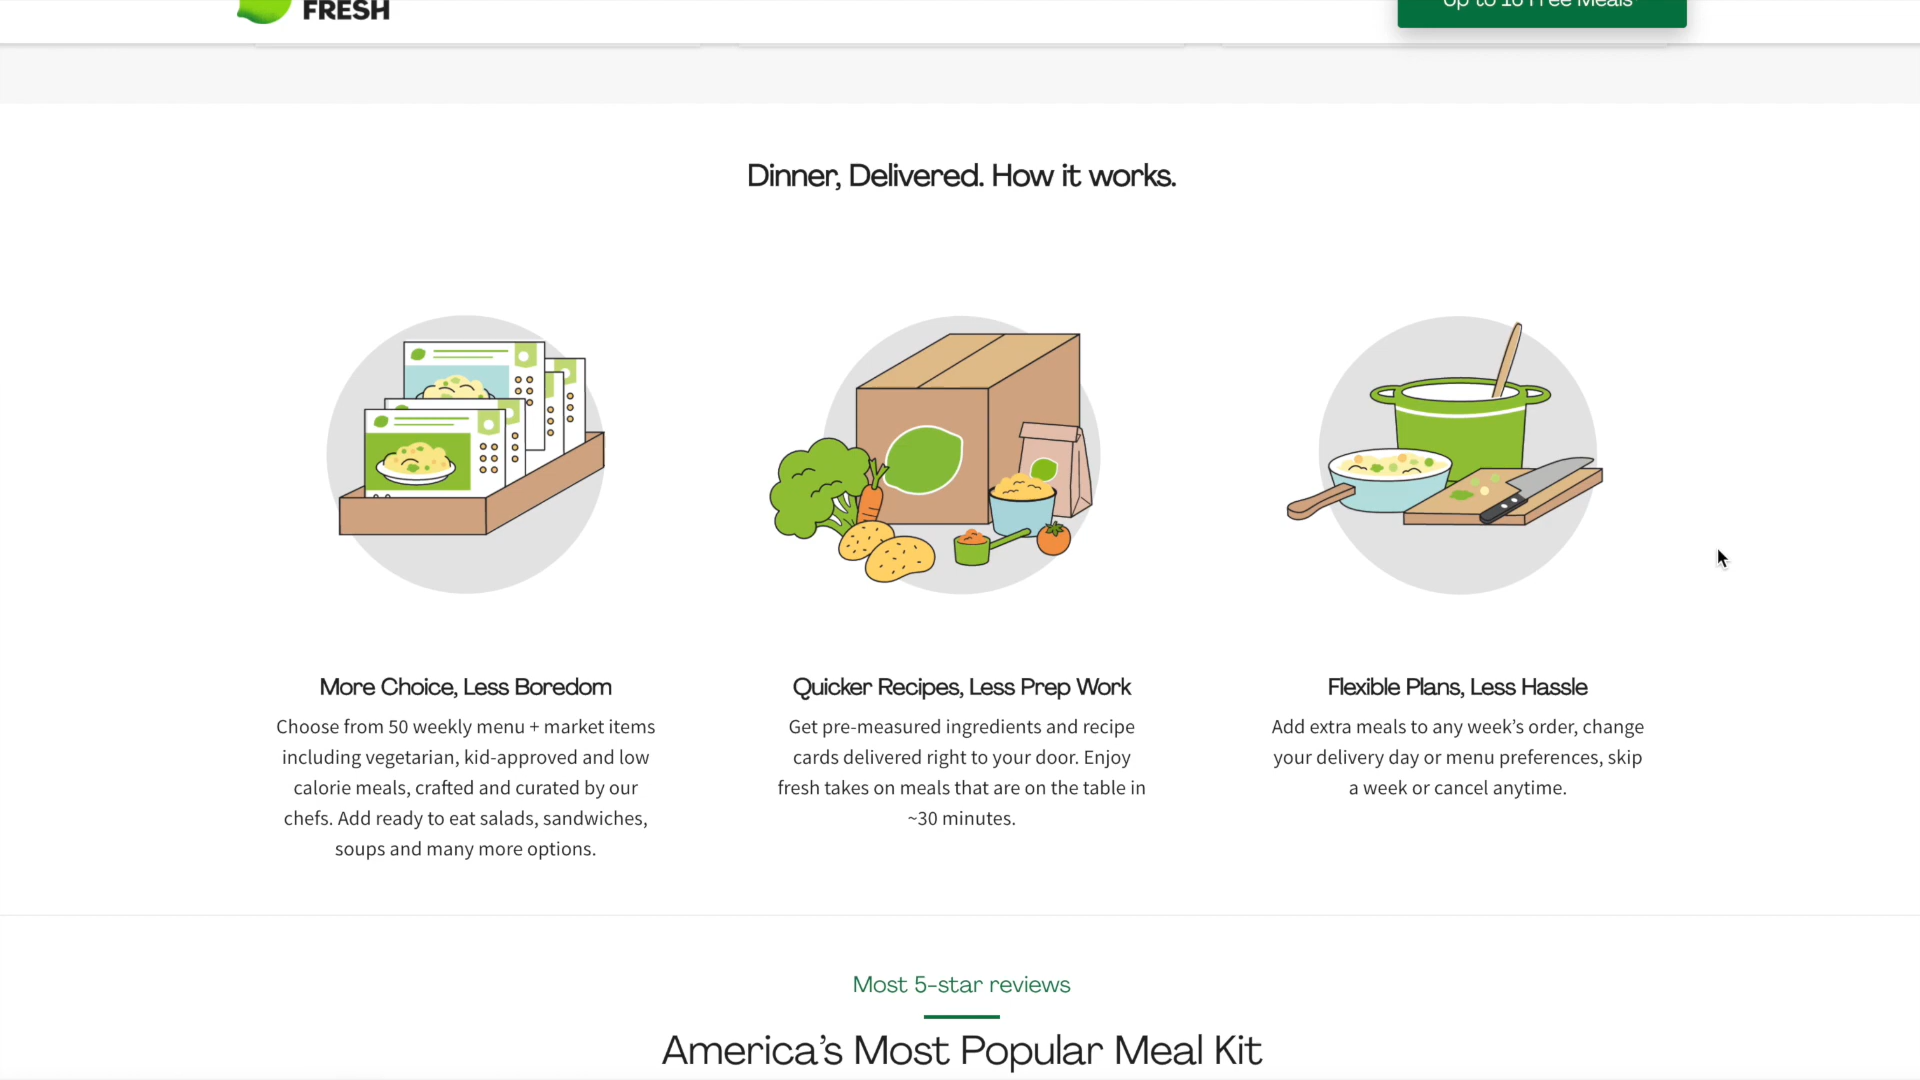 FRESH
Up to 16 Free Meals
Dinner, Delivered. How it works.
More Choice, Less Boredom
Choose from 50 weekly menu + market items
including vegetarian, kid-approved and low
calorie meals, crafted and curated by our
chefs. Add ready to eat salads, sandwiches,
soups and many more options.
Quicker Recipes, Less Prep Work
Get pre-measured ingredients and recipe
cards delivered right to your door. Enjoy
fresh takes on meals that are on the table in
~30 minutes.
Flexible Plans, Less Hassle
Add extra meals to any week’s order, change
your delivery day or menu preferences, skip
a week or cancel anytime.
Most 5-star reviews
America’s Most Popular Meal Kit